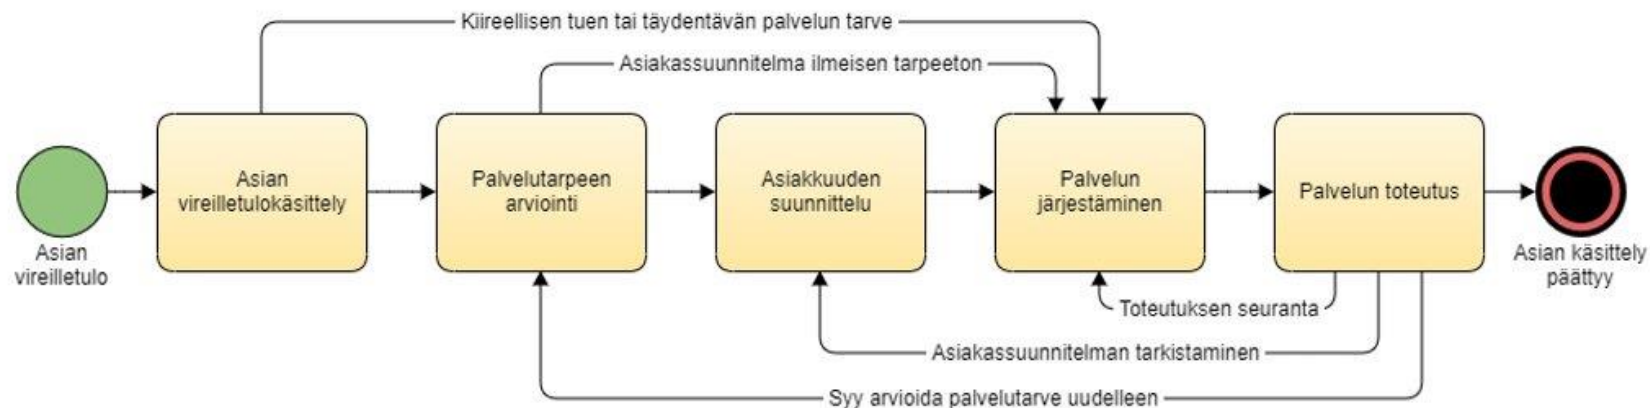 Kiireellisen tuen tai täydentävän palvelun tarve
Asiakassuunnitelma ilmeisen tarpeeton
Asian
vireilletulo
Asian
vireilletulokäsittely
Palvelutarpeen
arviointi
Asiakkuuden
suunnittelu
Palvelun
järjestäminen
Palvelun toteutus
Asian käsittely
päättyy
Toteutuksen seuranta
Asiakassuunnitelman tarkistaminen
Syy arvioida palvelutarve uudelleen